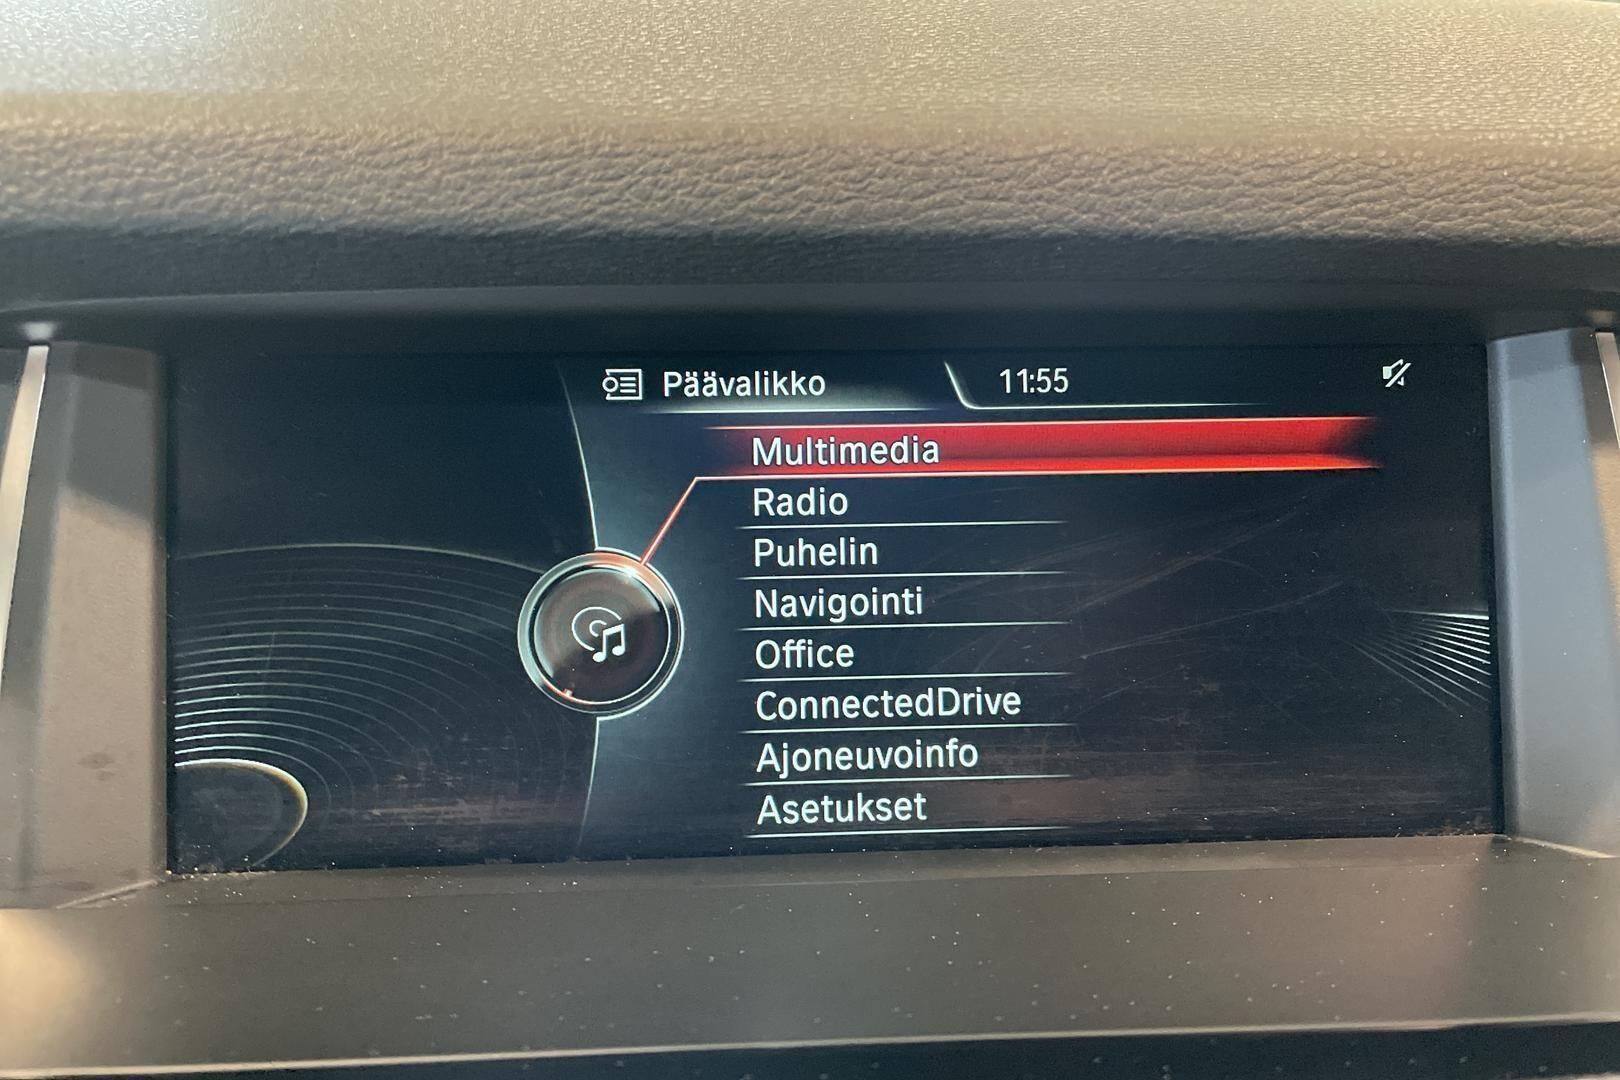 Päävalikko 11:55
Multimedia
Radio
Puhelin
Navigointi
Office
ConnectedDrive
Ajoneuvoinfo
Asetukset